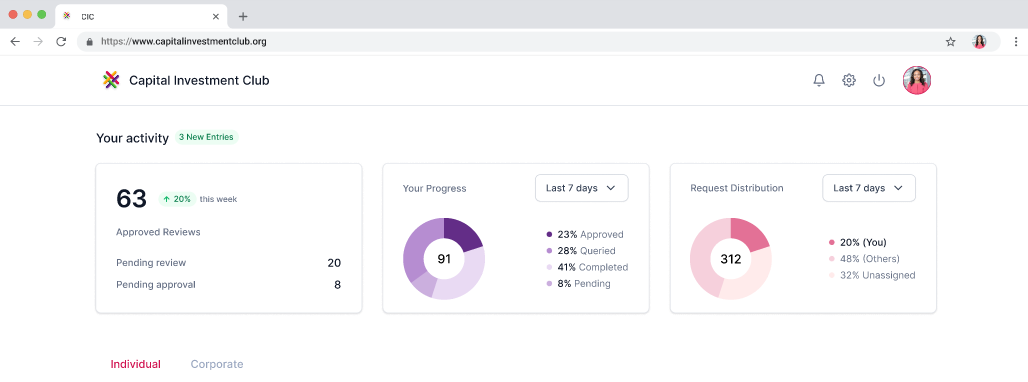 CIC
https://www.capitalinvestmentclub.org
Capital Investment Club
Your activity 3 New Entries
63 20% this week
Approved Reviews
Pending review 20
Pending approval 8
Your Progress Last 7 days
91
23% Approved
28% Queried
41% Completed
8% Pending
Request Distribution Last 7 days
312
20% (You)
48% (Others)
32% Unassigned
Individual Corporate